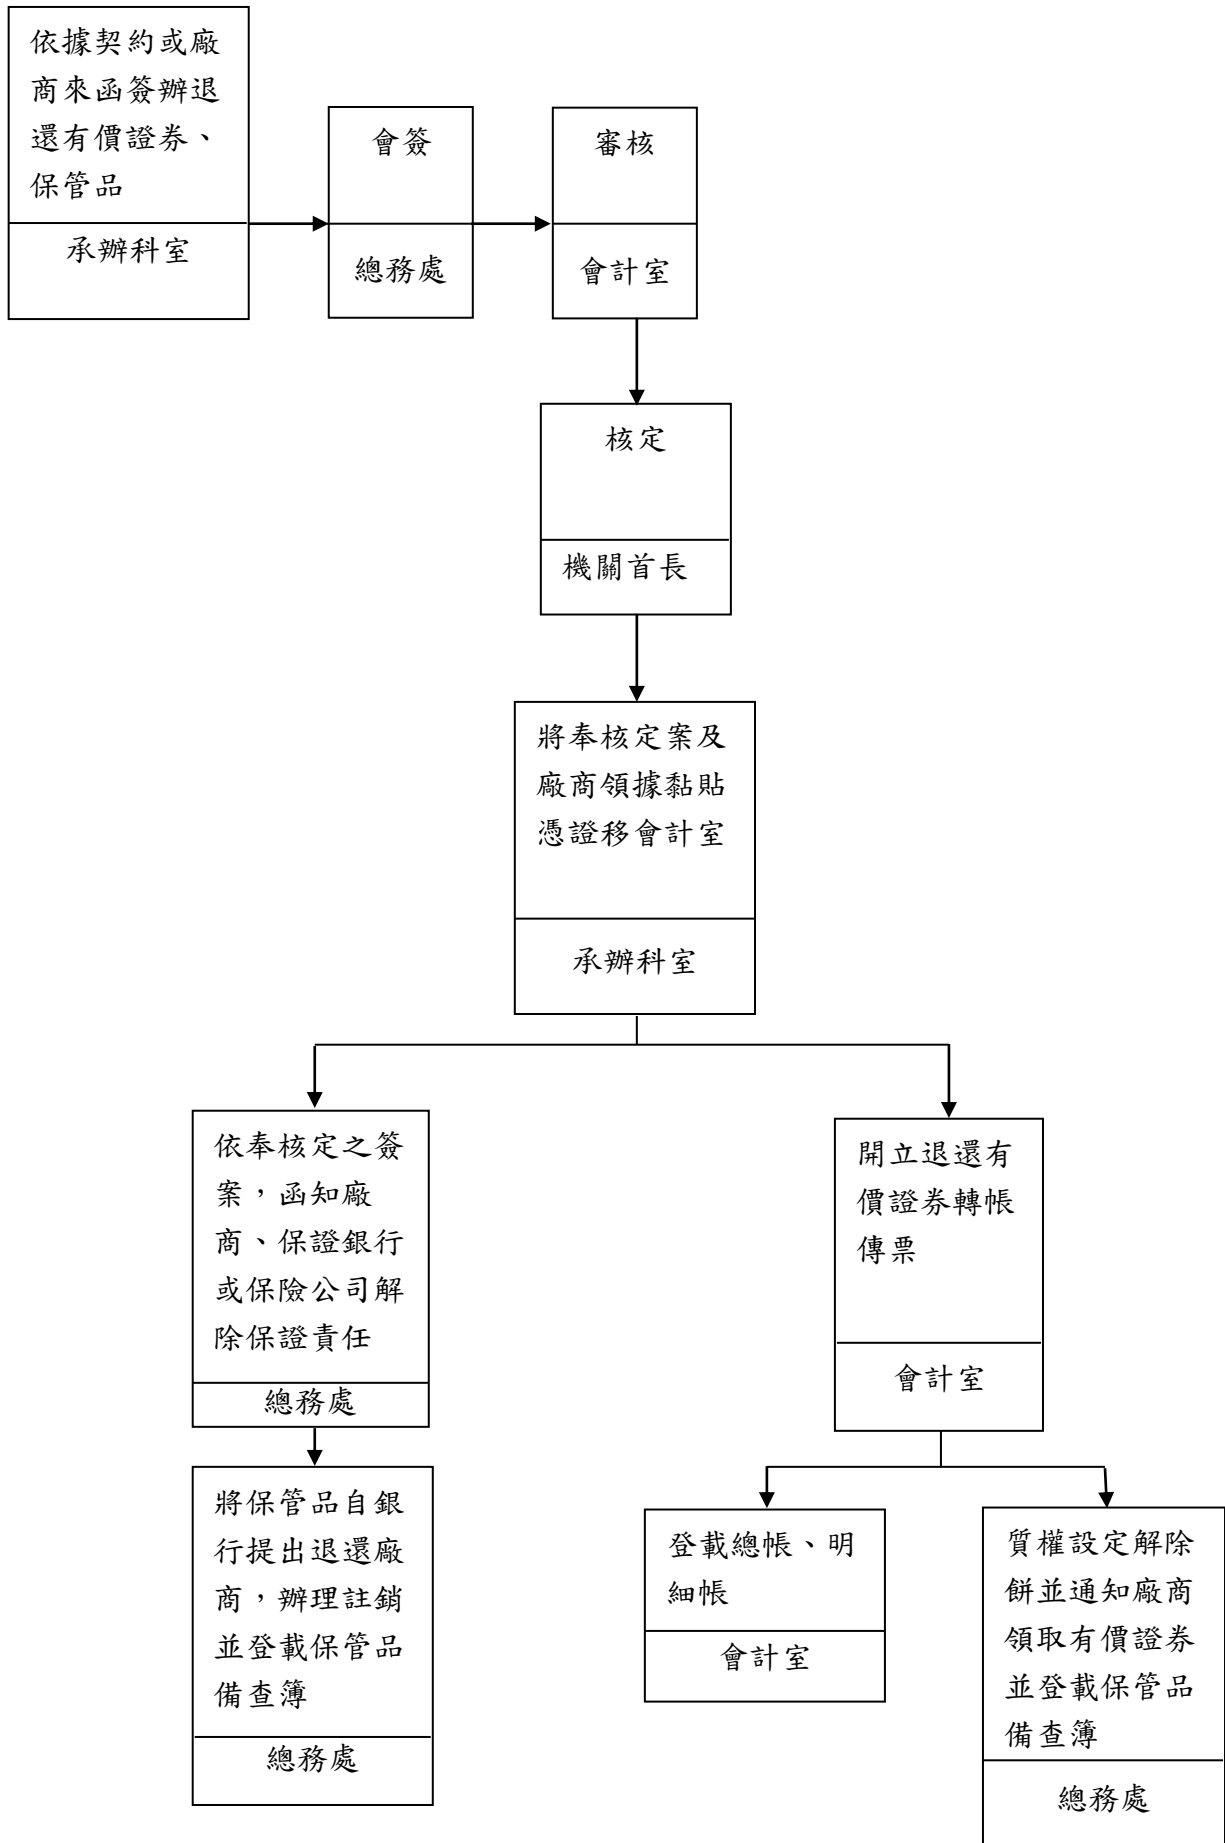 依據契約或廠
商來函簽辦退
還有價證券、
保管品
承辦科室
會簽
總務處
審核
會計室
核定
機關首長
將奉核定案及
廠商領據黏貼
憑證移會計室
承辦科室
依奉核定之簽
案，函知廠
商、保證銀行
或保險公司解
除保證責任
總務處
將保管品自銀
行提出退還廠
商，辦理註銷
並登載保管品
備查簿
總務處
開立退還有
價證券轉帳
傳票
會計室
登載總帳、明
細帳
會計室
質權設定解除
餅並通知廠商
領取有價證券
並登載保管品
備查簿
總務處